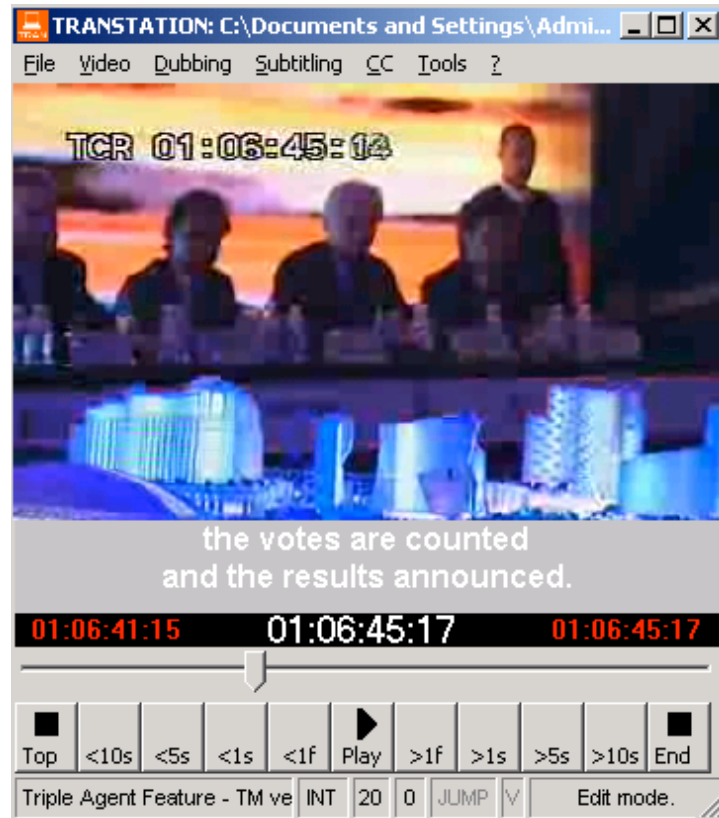 TRANSTATION: C:\Documents and Settings\Admi...
File Video Dubbing Subtitling CC Tools ?
TCR 01:06:45:14
the votes are counted
and the results announced.
01:06:41:15 01:06:45:17 01:06:45:17
Top <10s <5s <1s <1f Play >1f >1s >5s >10s End
Triple Agent Feature - TM ve INT 20 0 JUMP V Edit mode.